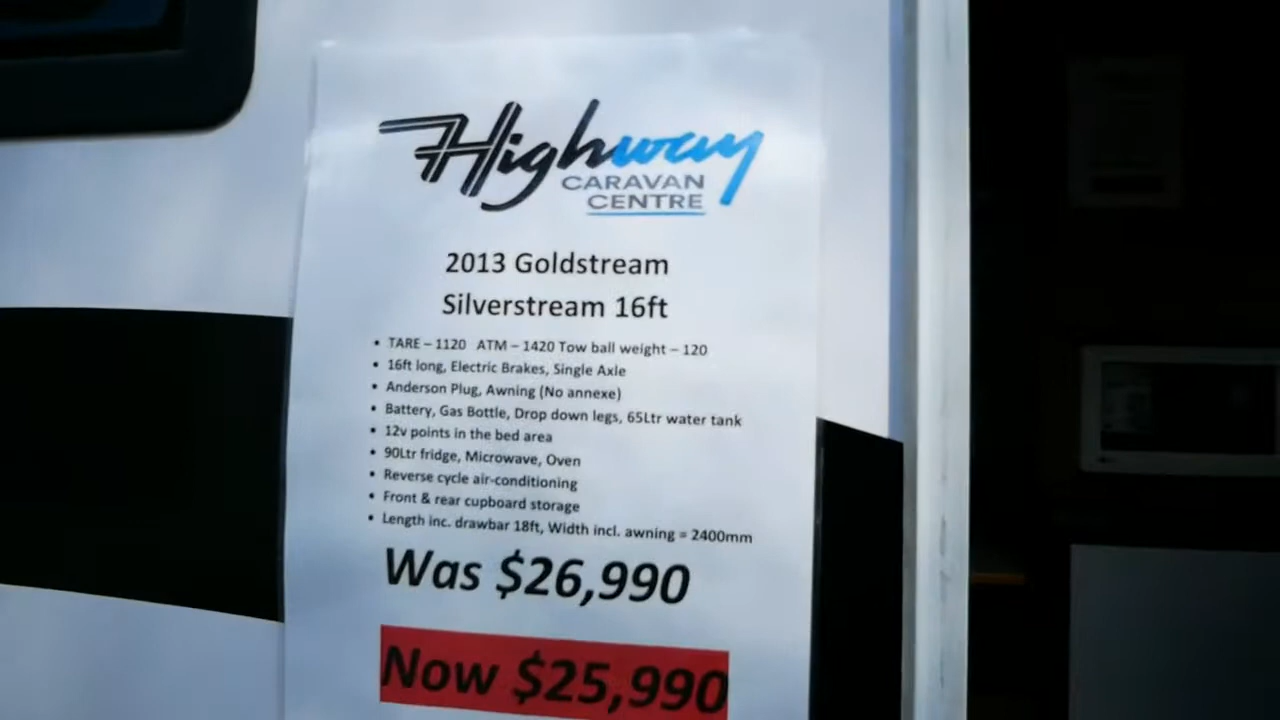 Highway
CARAVAN
CENTRE
2013 Goldstream
Silverstream 16ft
• TARE – 1120 ATM – 1420 Tow ball weight – 120
• 16ft long, Electric Brakes, Single Axle
• Anderson Plug, Awning (No annexe)
• Battery, Gas Bottle, Drop down legs, 65Ltr water tank
• 12v points in the bed area
• 90Ltr fridge, Microwave, Oven
• Reverse cycle air-conditioning
• Front & rear cupboard storage
• Length inc. drawbar 18ft, Width incl. awning = 2400mm
Was $26,990
Now $25,990